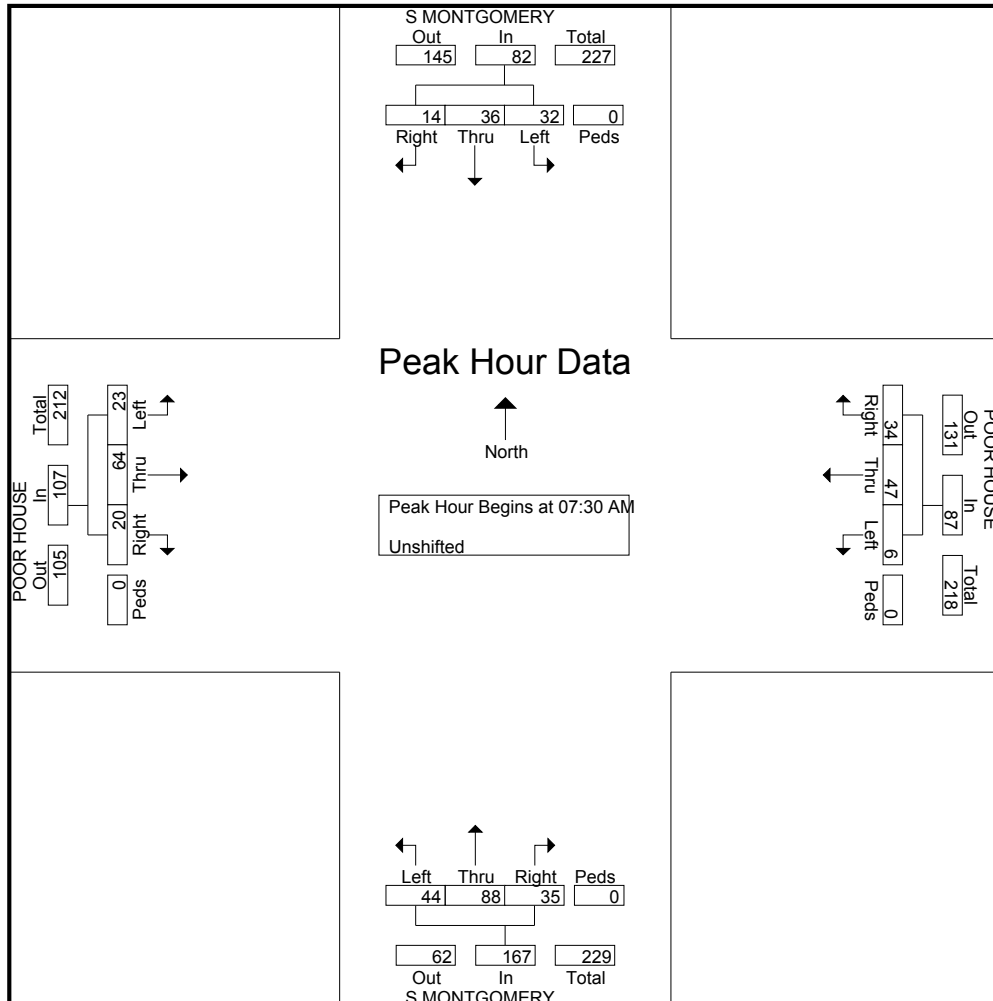 S MONTGOMERY
Out In Total
145 82 227
14 36 32 0
Right Thru Left Peds
Peak Hour Data
North
Peak Hour Begins at 07:30 AM
Unshifted
POOR HOUSE
Out In Total
105 107 212
Left Thru Right Peds
23 64 20 0
POOR HOUSE
Out In Total
131 87 218
Right Thru Left Peds
34 47 6 0
Left Thru Right Peds
44 88 35 0
62 167 229
Out In Total
S MONTGOMERY